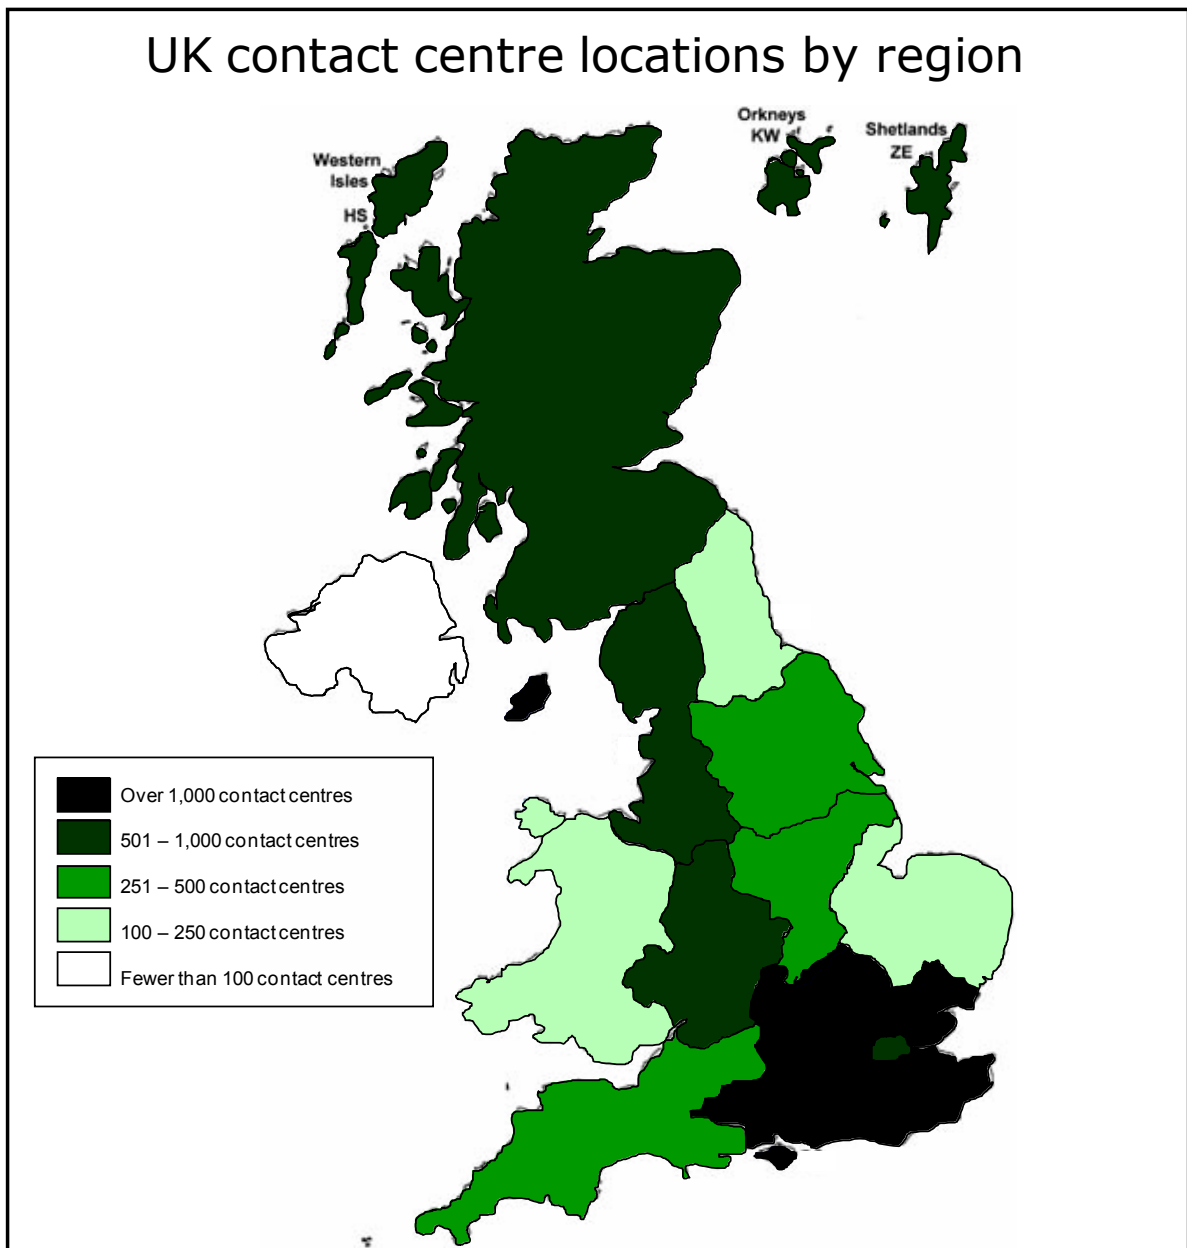 UK contact centre locations by region
Orkneys
KW
Shetlands
ZE
Western
Isles
HS
Over 1,000 contact centres
501 – 1,000 contact centres
251 – 500 contact centres
100 – 250 contact centres
Fewer than 100 contact centres